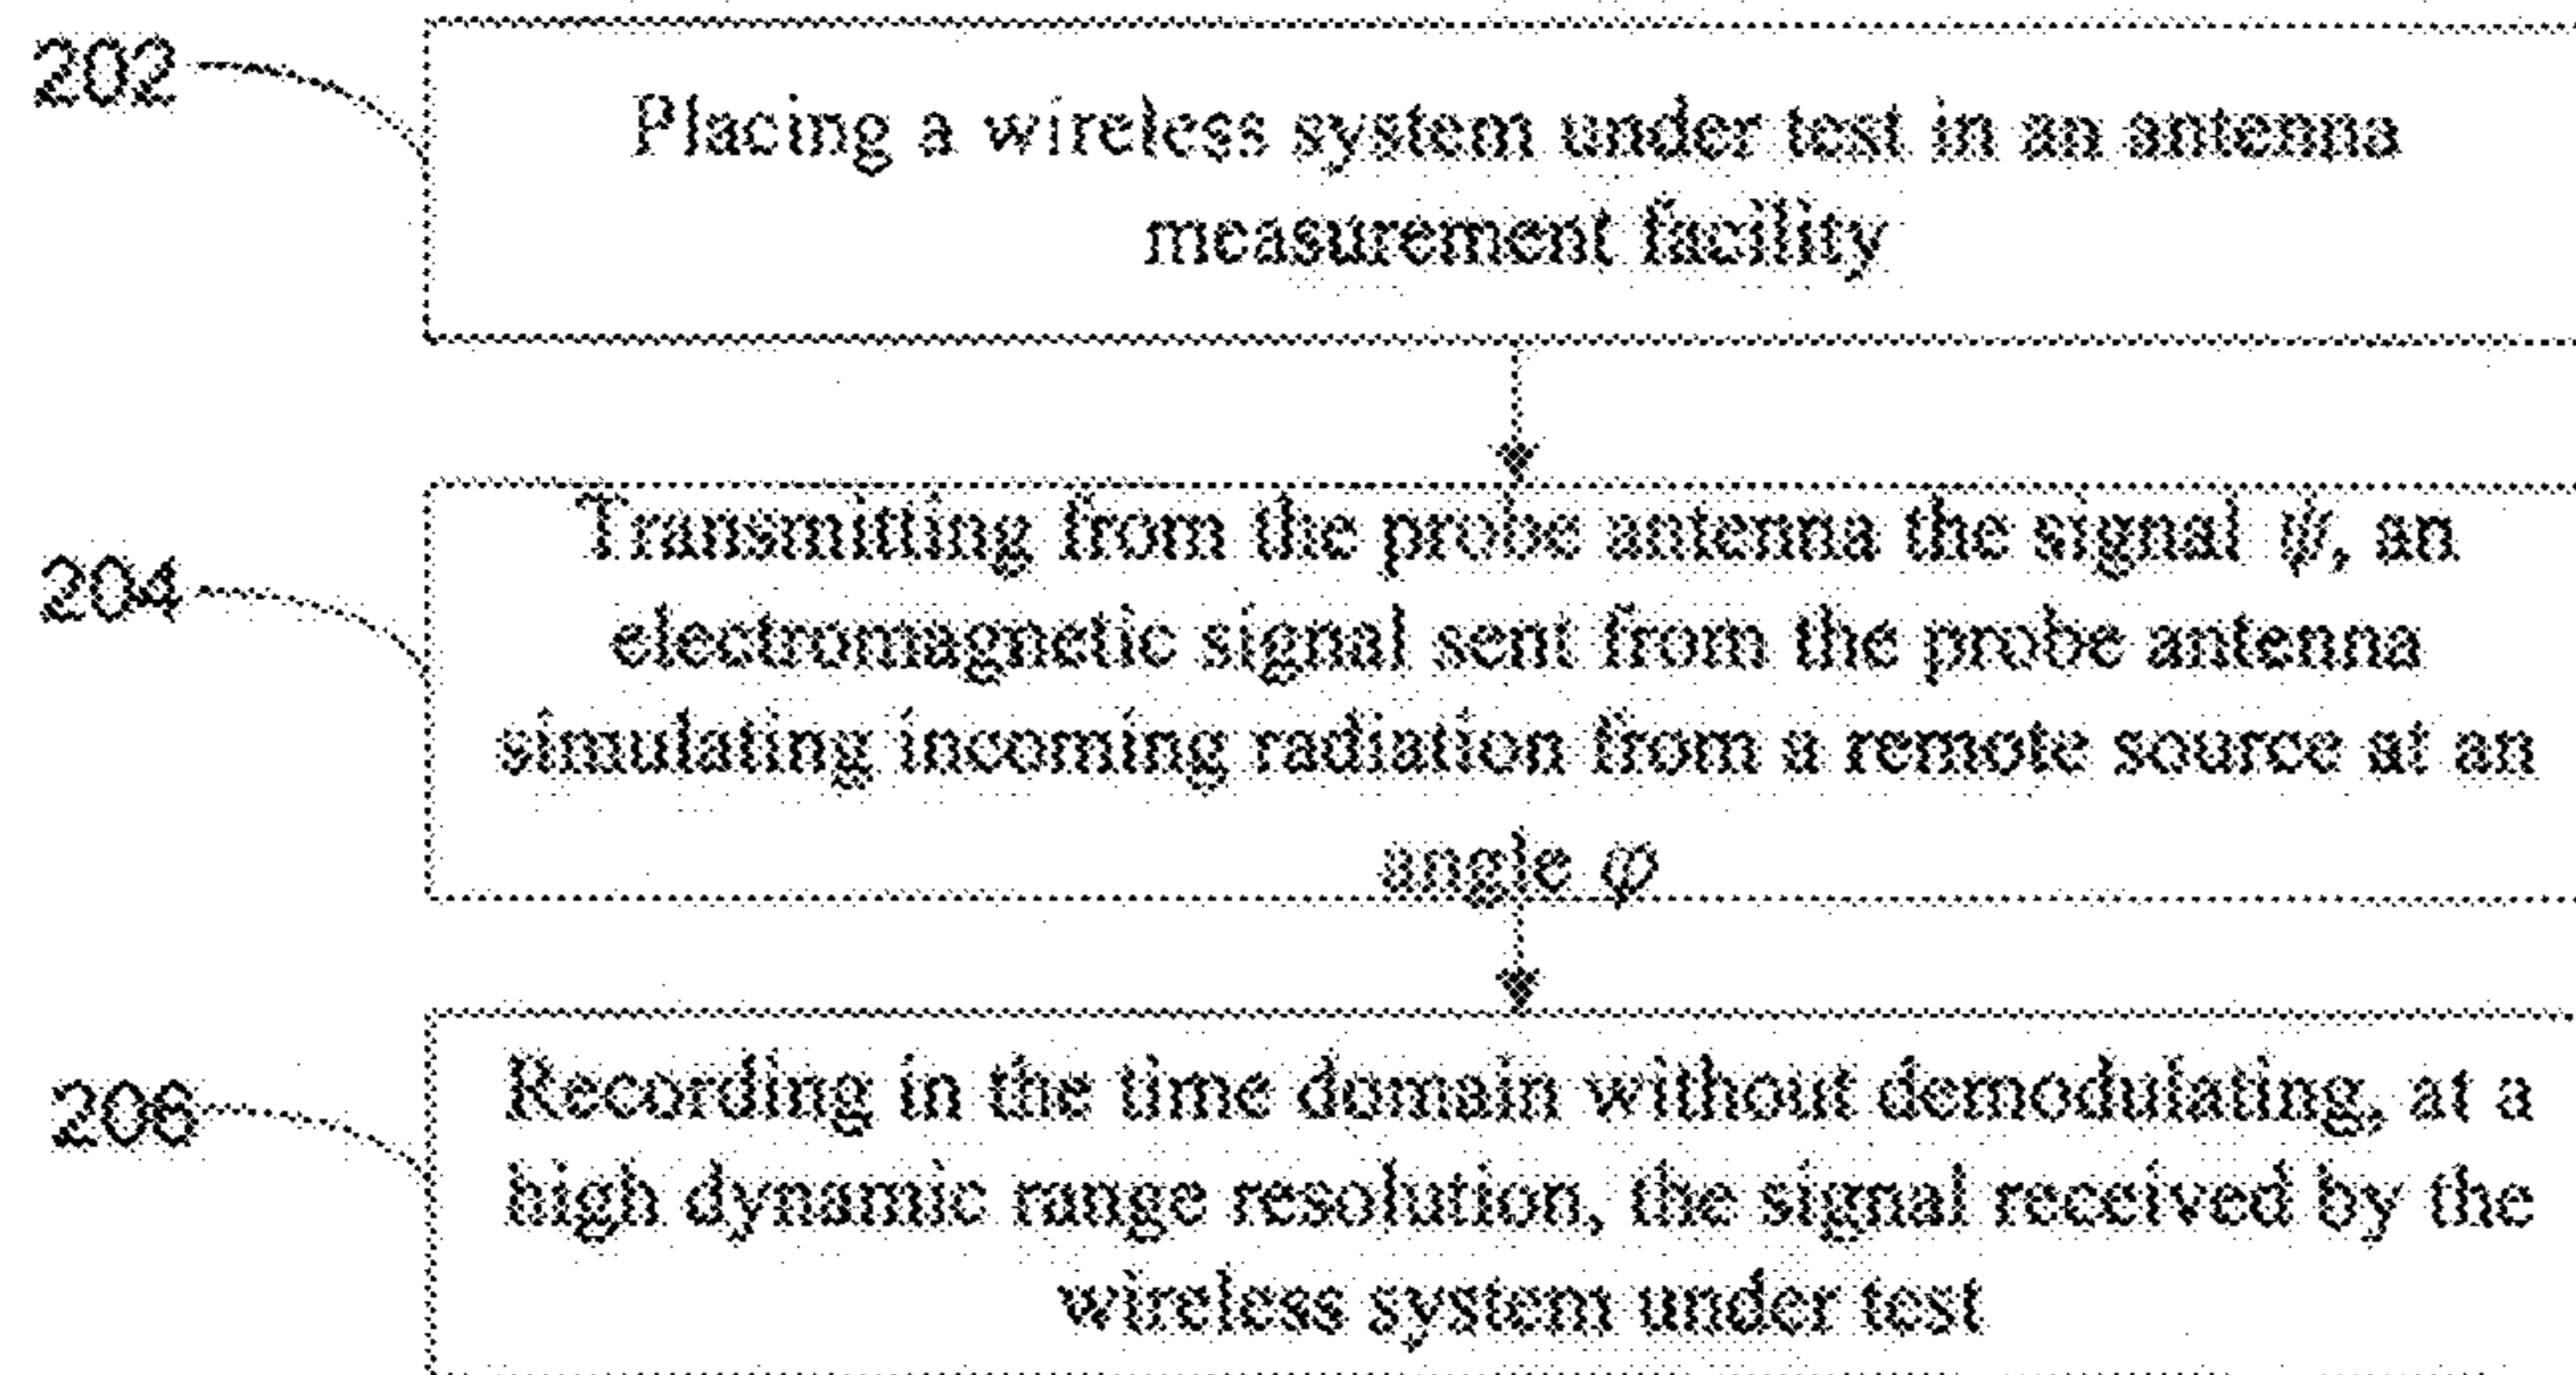 202
Placing a wireless system under test in an antenna
measurement facility
204
Transmitting from the probe antenna the signal ψ, an
electromagnetic signal sent from the probe antenna
simulating incoming radiation from a remote source at an
angle φ
206
Recording in the time domain without demodulating, at a
high dynamic range resolution, the signal received by the
wireless system under test